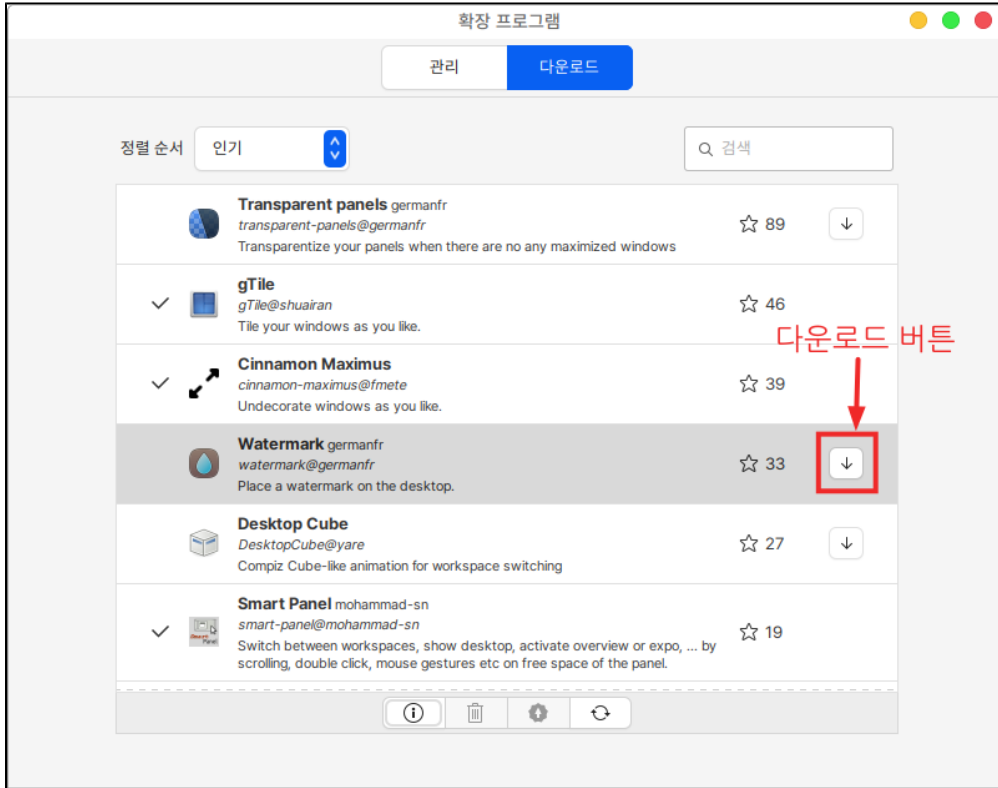 확장 프로그램
관리
다운로드
정렬 순서
인기
검색
Transparent panels germanfr
transparent-panels@germanfr
Transparentize your panels when there are no any maximized windows
89
gTile
gTile@shuairan
Tile your windows as you like.
46
다운로드 버튼
Cinnamon Maximus
cinnamon-maximus@fmete
Undecorate windows as you like.
39
Watermark germanfr
watermark@germanfr
Place a watermark on the desktop.
33
Desktop Cube
DesktopCube@yare
Compiz Cube-like animation for workspace switching
27
Smart Panel mohammad-sn
smart-panel@mohammad-sn
Switch between workspaces, show desktop, activate overview or expo, ... by
scrolling, double click, mouse gestures etc on free space of the panel.
19